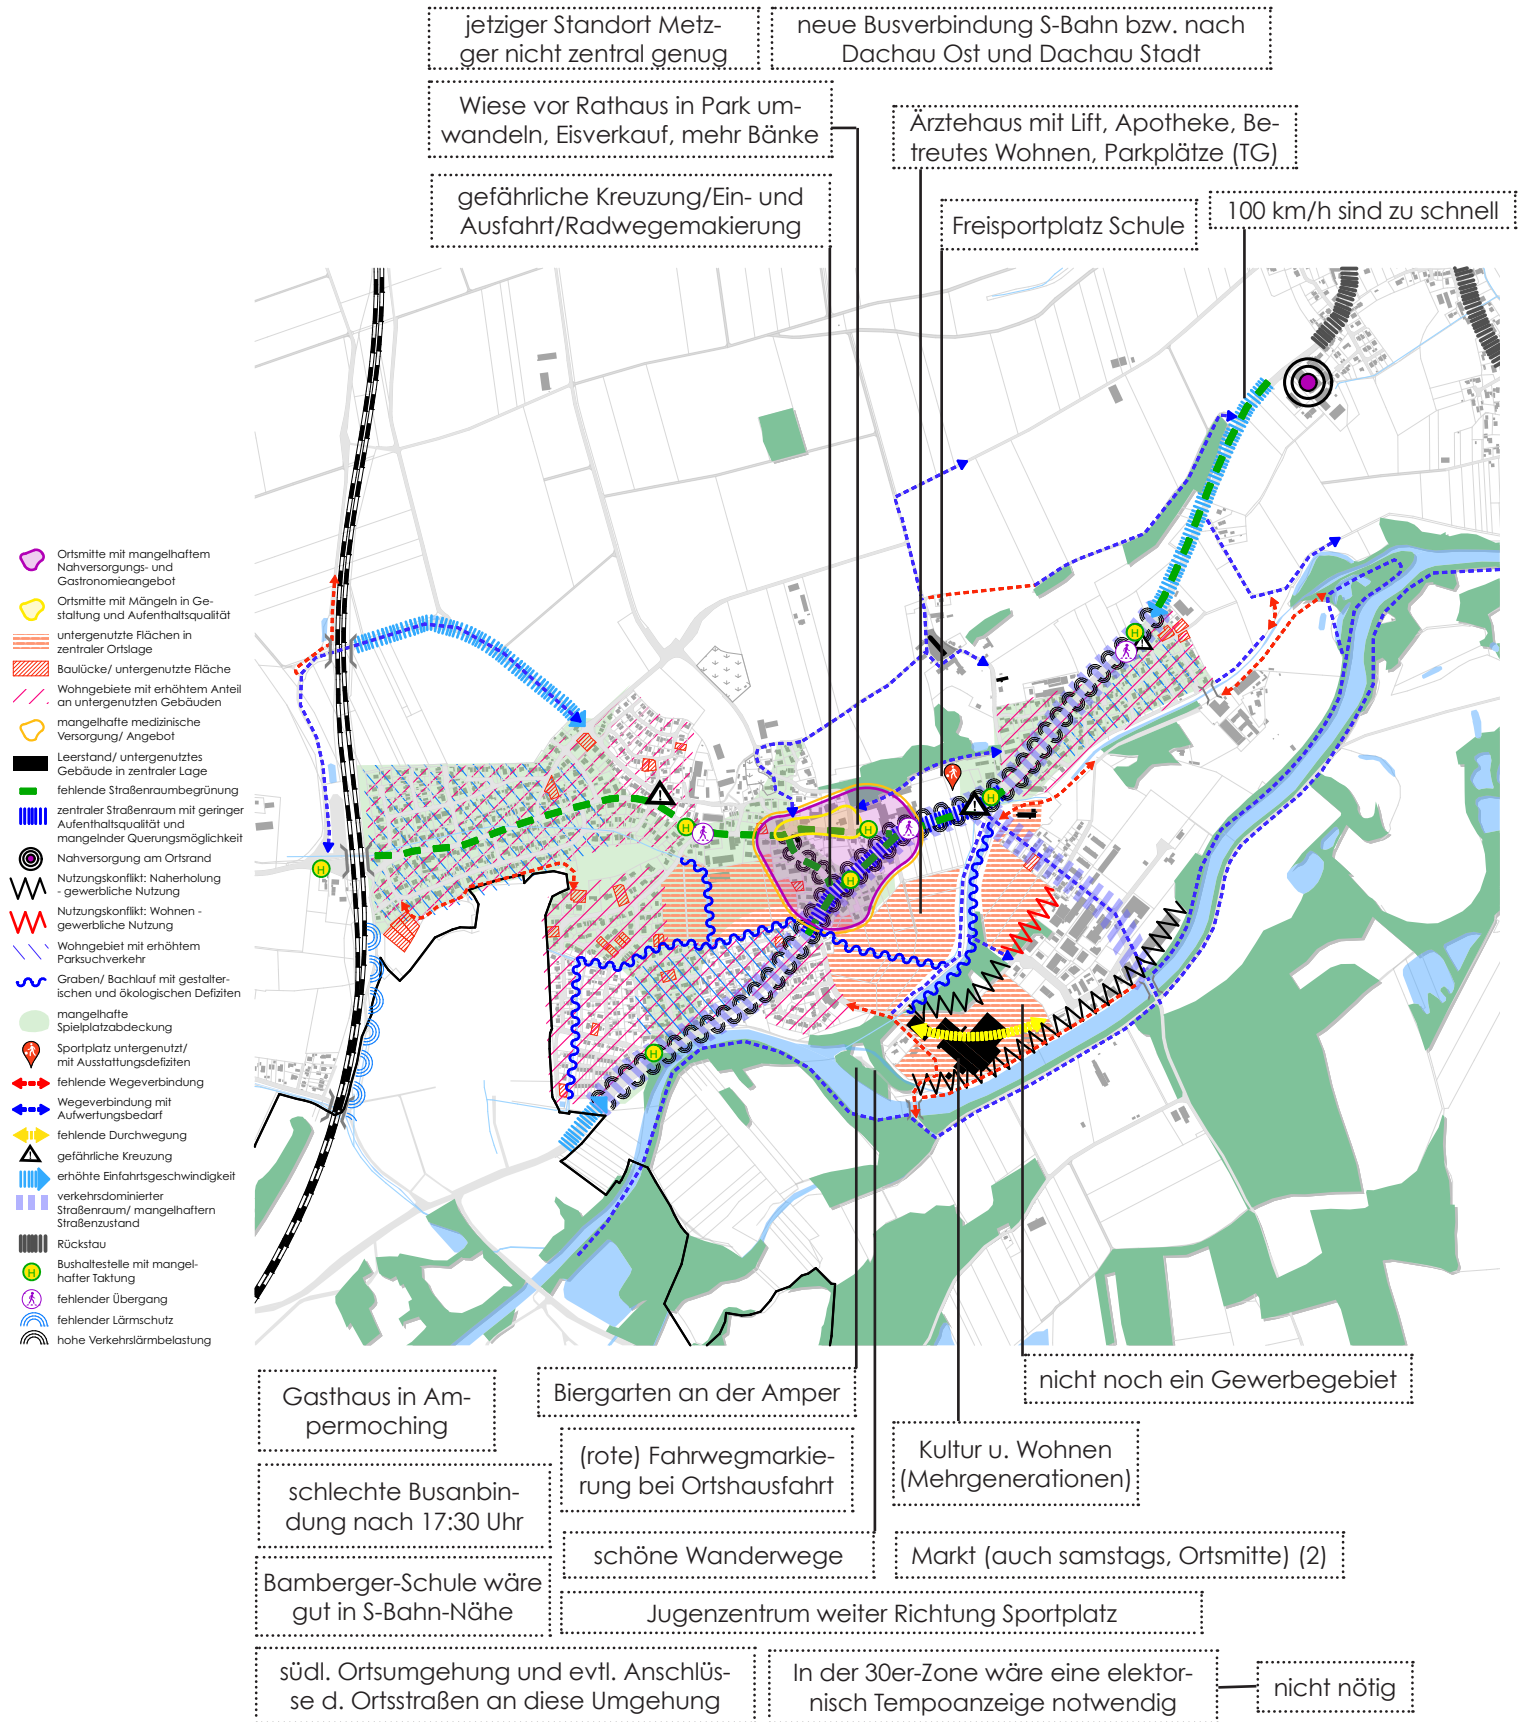 jetziger Standort Metz-
ger nicht zentral genug
neue Busverbindung S-Bahn bzw. nach
Dachau Ost und Dachau Stadt
Wiese vor Rathaus in Park um-
wandeln, Eisverkauf, mehr Bänke
Ärztehaus mit Lift, Apotheke, Be-
treutes Wohnen, Parkplätze (TG)
gefährliche Kreuzung/Ein- und
Ausfahrt/Radwegemakierung
Freisportplatz Schule
100 km/h sind zu schnell
Ortsmitte mit mangelhaftem
Nahversorgungs- und
Gastronomieangebot
Ortsmitte mit Mängeln in Ge-
staltung und Aufenthaltsqualität
untergenutzte Flächen in
zentraler Ortslage
Baulücke/ untergenutzte Fläche
Wohngebiete mit erhöhtem Anteil
an untergenutzten Gebäuden
mangelhafte medizinische
Versorgung/ Angebot
Leerstand/ untergenutztes
Gebäude in zentraler Lage
fehlende Straßenraumbegrünung
zentraler Straßenraum mit geringer
Aufenthaltsqualität und
mangelnder Querungsmöglichkeit
Nahversorgung am Ortsrand
Nutzungskonflikt: Naherholung
- gewerbliche Nutzung
Nutzungskonflikt: Wohnen -
gewerbliche Nutzung
Wohngebiet mit erhöhtem
Parksuchverkehr
Graben/ Bachlauf mit gestalter-
ischen und ökologischen Defiziten
mangelhafte
Spielplatzabdeckung
Sportplatz untergenutzt/
mit Ausstattungsdefiziten
fehlende Wegeverbindung
Wegeverbindung mit
Aufwertungsbedarf
fehlende Durchwegung
gefährliche Kreuzung
erhöhte Einfahrtsgeschwindigkeit
verkehrsdominierter
Straßenraum/ mangelhaftern
Straßenzustand
Rückstau
H Bushaltestelle mit mangel-
hafter Taktung
fehlender Übergang
fehlender Lärmschutz
hohe Verkehrslärmbelastung
H
H
H
H
H
H
H
Gasthaus in Am-
permoching
Biergarten an der Amper
nicht noch ein Gewerbegebiet
(rote) Fahrwegmarkie-
rung bei Ortshausfahrt
Kultur u. Wohnen
(Mehrgenerationen)
schlechte Busanbin-
dung nach 17:30 Uhr
schöne Wanderwege
Markt (auch samstags, Ortsmitte) (2)
Bamberger-Schule wäre
gut in S-Bahn-Nähe
Jugenzentrum weiter Richtung Sportplatz
südl. Ortsumgehung und evtl. Anschlüs-
se d. Ortsstraßen an diese Umgehung
In der 30er-Zone wäre eine elektor-
nisch Tempoanzeige notwendig
nicht nötig